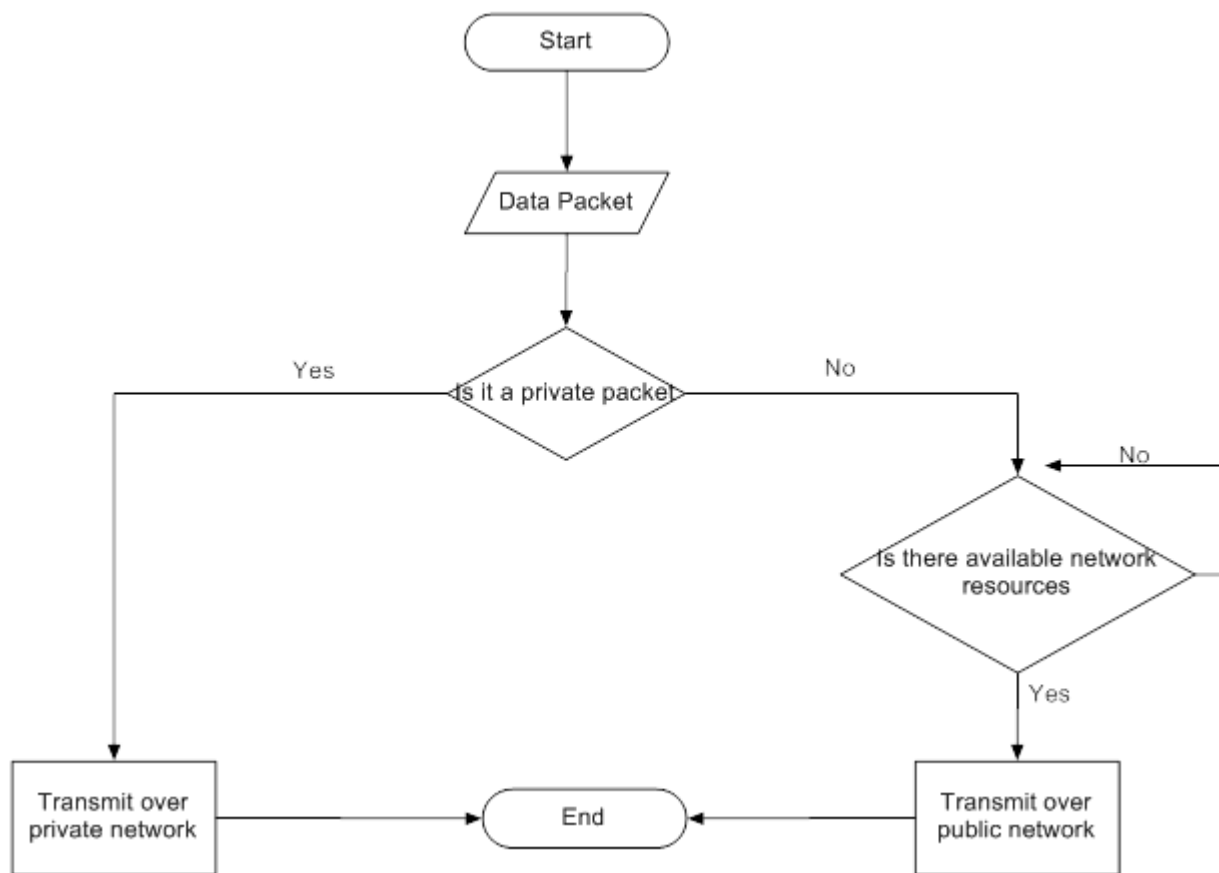 Start
Data Packet
Is it a private packet
Yes
No
No
Is there available network
resources
Yes
Transmit over
private network
End
Transmit over
public network